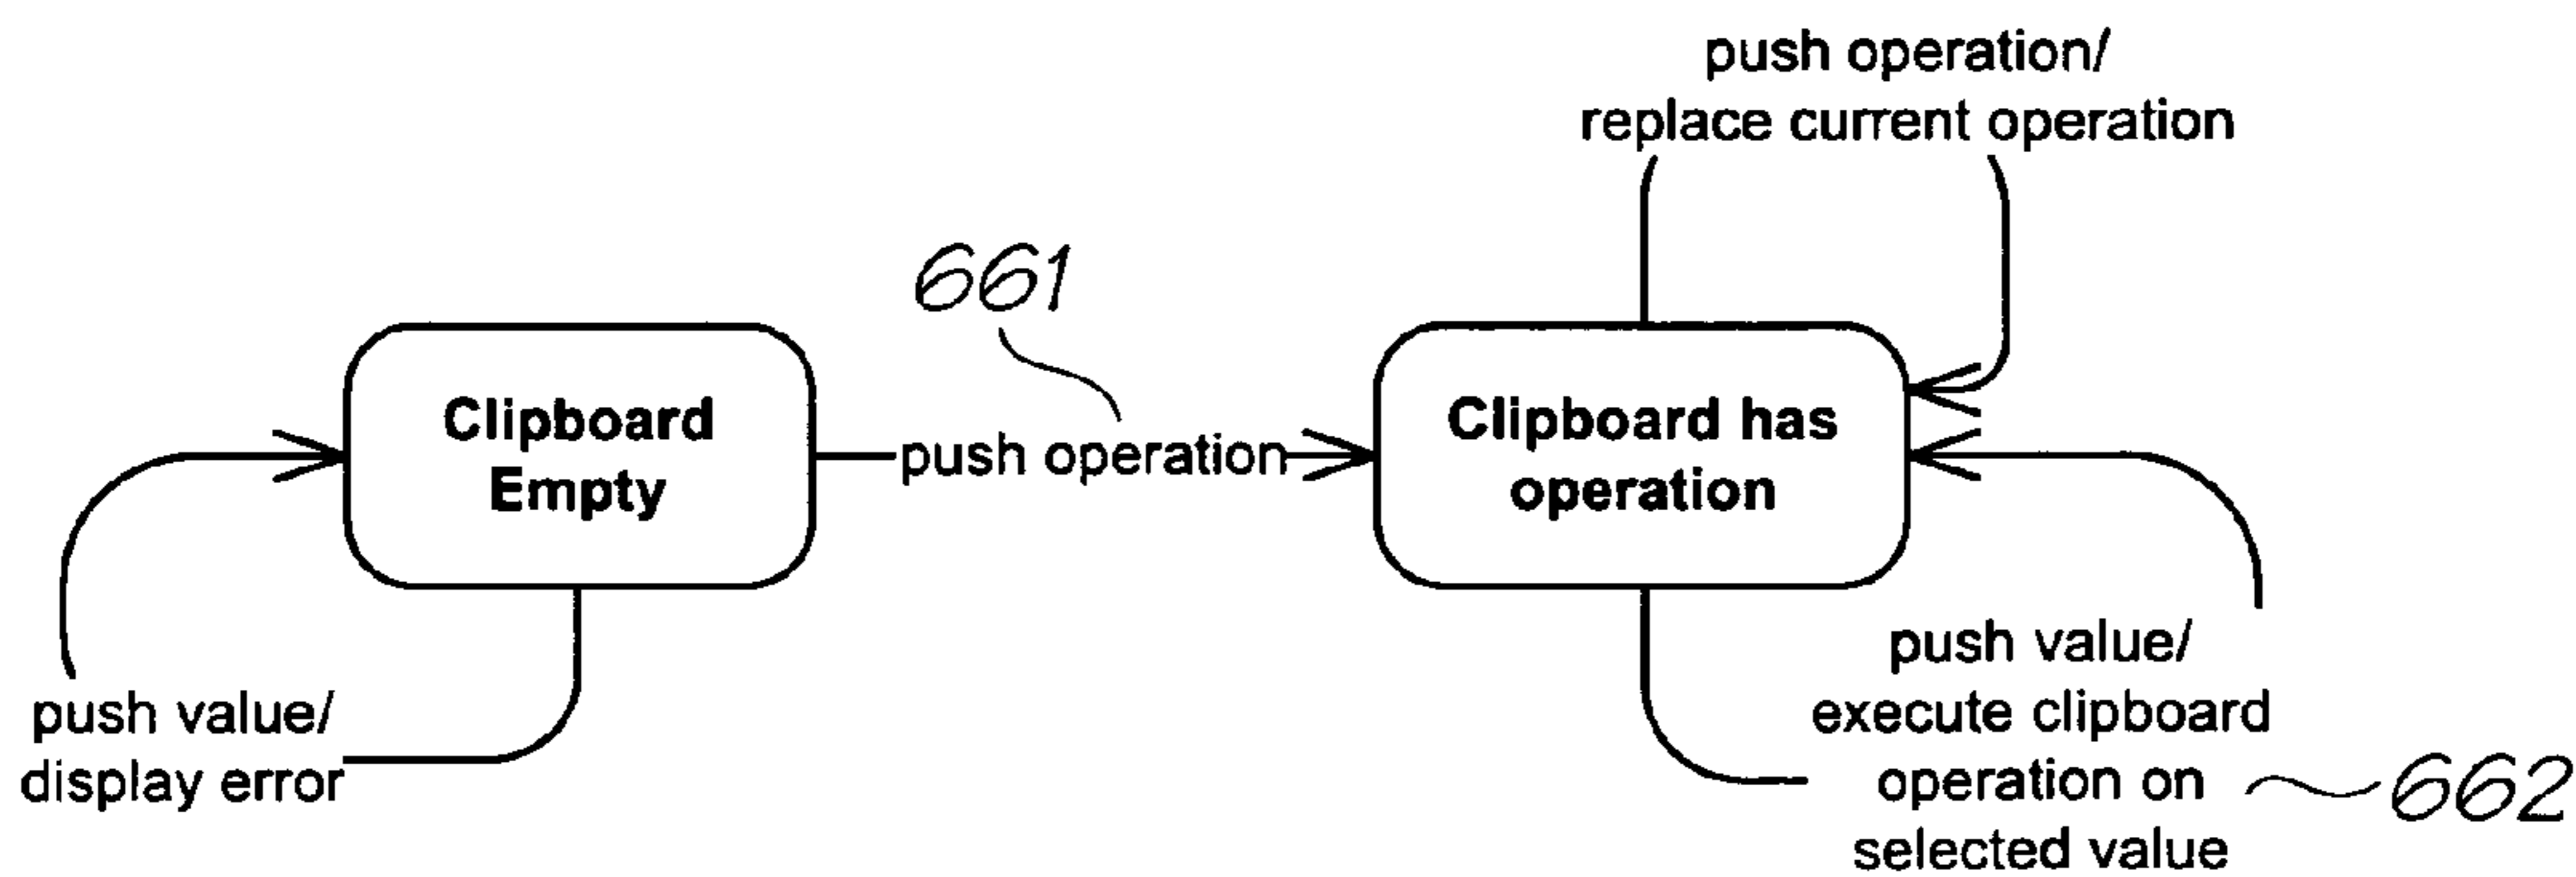 push operation/
replace current operation
661
Clipboard
Empty
push operation
Clipboard has
operation
push value/
display error
push value/
execute clipboard
operation on
selected value
662